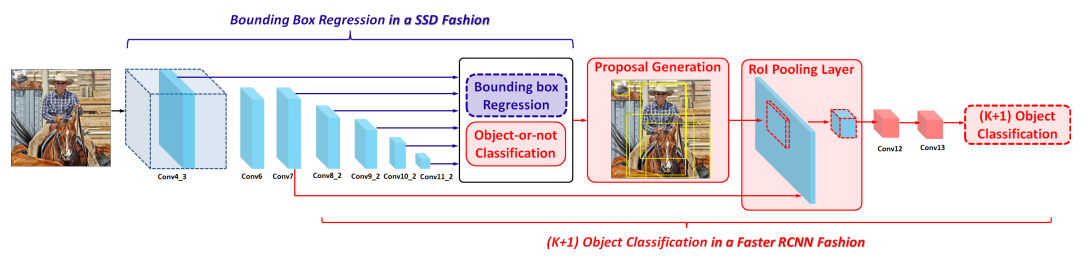 Bounding Box Regression in a SSD Fashion
Bounding box
Regression
Object-or-not
Classification
Proposal Generation
RoI Pooling Layer
(K+1) Object
Classification
Conv4_3
Conv6
Conv7
Conv8_2
Conv9_2
Conv10_2
Conv11_2
Conv12
Conv13
(K+1) Object Classification in a Faster RCNN Fashion